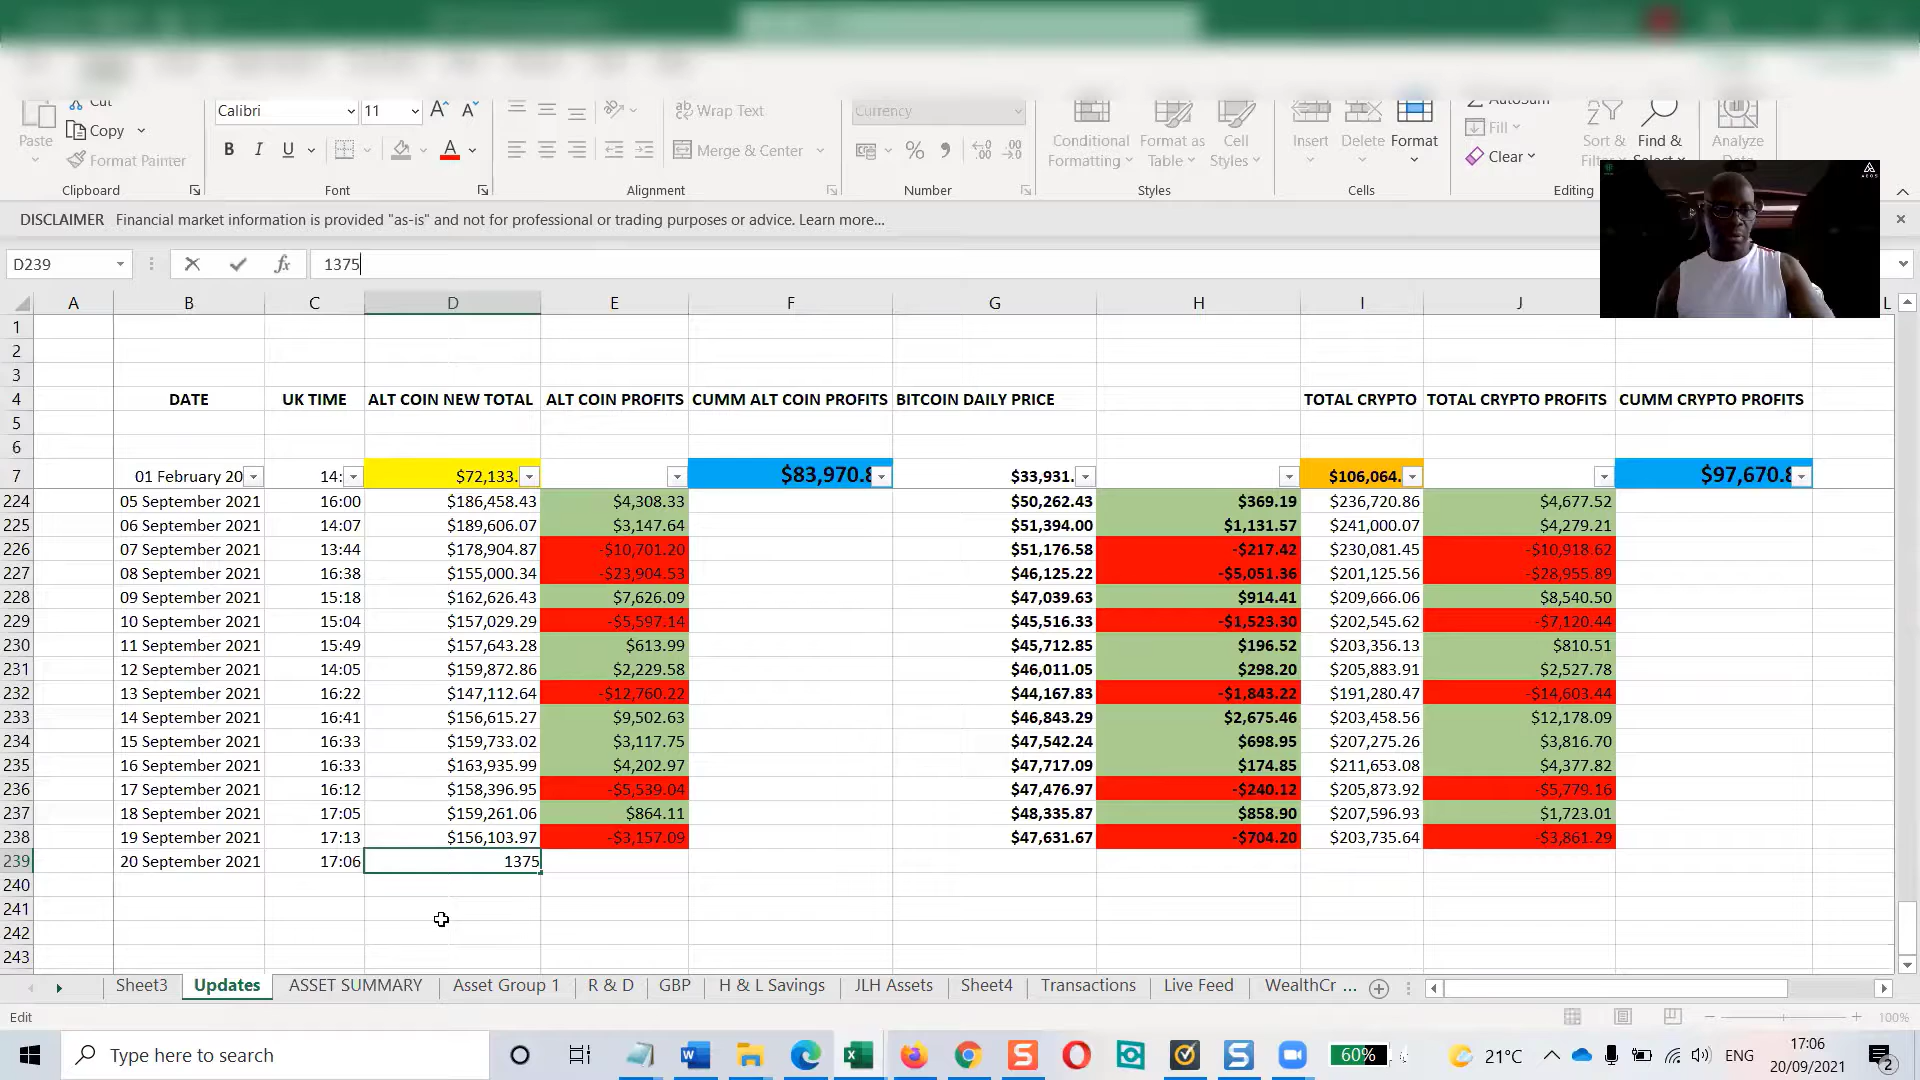 Cut
Calibri 11 A A Wrap Text Currency AutoSum
Paste Copy Conditional Formatting Format as Table Cell Styles Insert Delete Format Fill Sort & Find & Select Analyze
Format Painter B I U A Merge & Center % Clear
Clipboard Font Alignment Number Styles Cells Editing
DISCLAIMER Financial market information is provided "as-is" and not for professional or trading purposes or advice. Learn more...
D239 fx 1375
A B C D E F G H I J L
1
2
3
4 DATE UK TIME ALT COIN NEW TOTAL ALT COIN PROFITS CUMM ALT COIN PROFITS BITCOIN DAILY PRICE TOTAL CRYPTO TOTAL CRYPTO PROFITS CUMM CRYPTO PROFITS
5
6
7 01 February 20 14: $72,133. $83,970.8 $33,931. $106,064. $97,670.8
224 05 September 2021 16:00 $186,458.43 $4,308.33 $50,262.43 $369.19 $236,720.86 $4,677.52
225 06 September 2021 14:07 $189,606.07 $3,147.64 $51,394.00 $1,131.57 $241,000.07 $4,279.21
226 07 September 2021 13:44 $178,904.87 -$10,701.20 $51,176.58 -$217.42 $230,081.45 -$10,918.62
227 08 September 2021 16:38 $155,000.34 -$23,904.53 $46,125.22 -$5,051.36 $201,125.56 -$28,955.89
228 09 September 2021 15:18 $162,626.43 $7,626.09 $47,039.63 $914.41 $209,666.06 $8,540.50
229 10 September 2021 15:04 $157,029.29 -$5,597.14 $45,516.33 -$1,523.30 $202,545.62 -$7,120.44
230 11 September 2021 15:49 $157,643.28 $613.99 $45,712.85 $196.52 $203,356.13 $810.51
231 12 September 2021 14:05 $159,872.86 $2,229.58 $46,011.05 $298.20 $205,883.91 $2,527.78
232 13 September 2021 16:22 $147,112.64 -$12,760.22 $44,167.83 -$1,843.22 $191,280.47 -$14,603.44
233 14 September 2021 16:41 $156,615.27 $9,502.63 $46,843.29 $2,675.46 $203,458.56 $12,178.09
234 15 September 2021 16:33 $159,733.02 $3,117.75 $47,542.24 $698.95 $207,275.26 $3,816.70
235 16 September 2021 16:33 $163,935.99 $4,202.97 $47,717.09 $174.85 $211,653.08 $4,377.82
236 17 September 2021 16:12 $158,396.95 -$5,539.04 $47,476.97 -$240.12 $205,873.92 -$5,779.16
237 18 September 2021 17:05 $159,261.06 $864.11 $48,335.87 $858.90 $207,596.93 $1,723.01
238 19 September 2021 17:13 $156,103.97 -$3,157.09 $47,631.67 -$704.20 $203,735.64 -$3,861.29
239 20 September 2021 17:06 1375
240
241
242
243
Sheet3 Updates ASSET SUMMARY Asset Group 1 R & D GBP H & L Savings JLH Assets Sheet4 Transactions Live Feed WealthCr ...
Edit 100%
Type here to search 60% 21°C ENG 17:06
20/09/2021 2